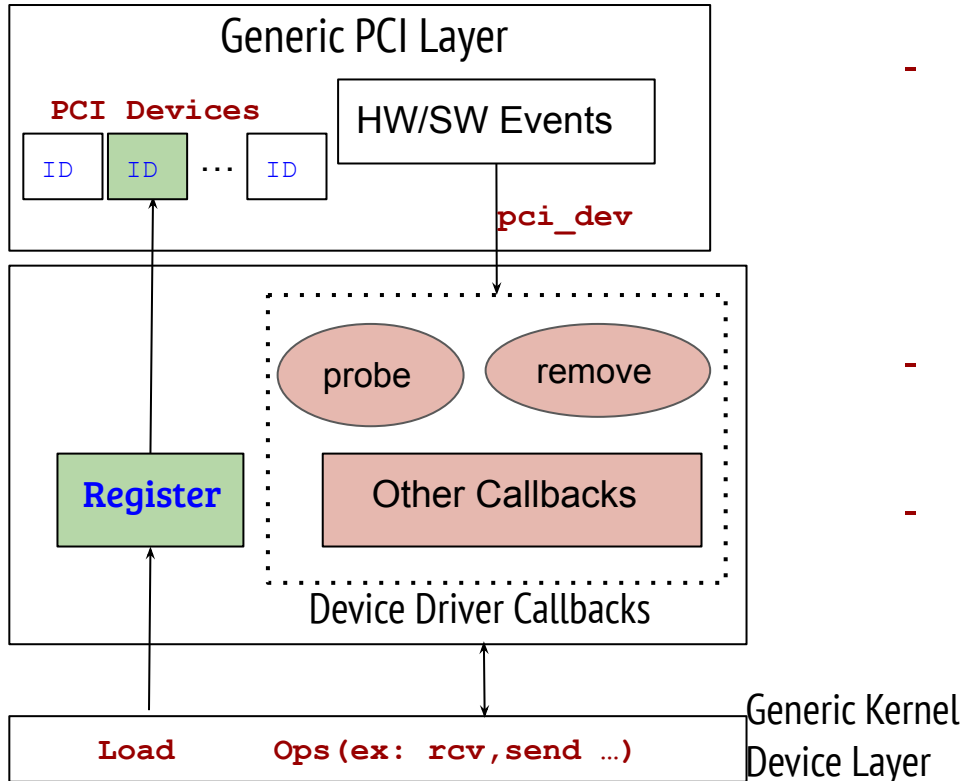 Generic PCI Layer
PCI Devices
HW/SW Events
ID ID ... ID
pci_dev
probe
remove
Register
Other Callbacks
Device Driver Callbacks
Generic Kernel
Device Layer
Load Ops(ex: rcv,send …)
-
-
-